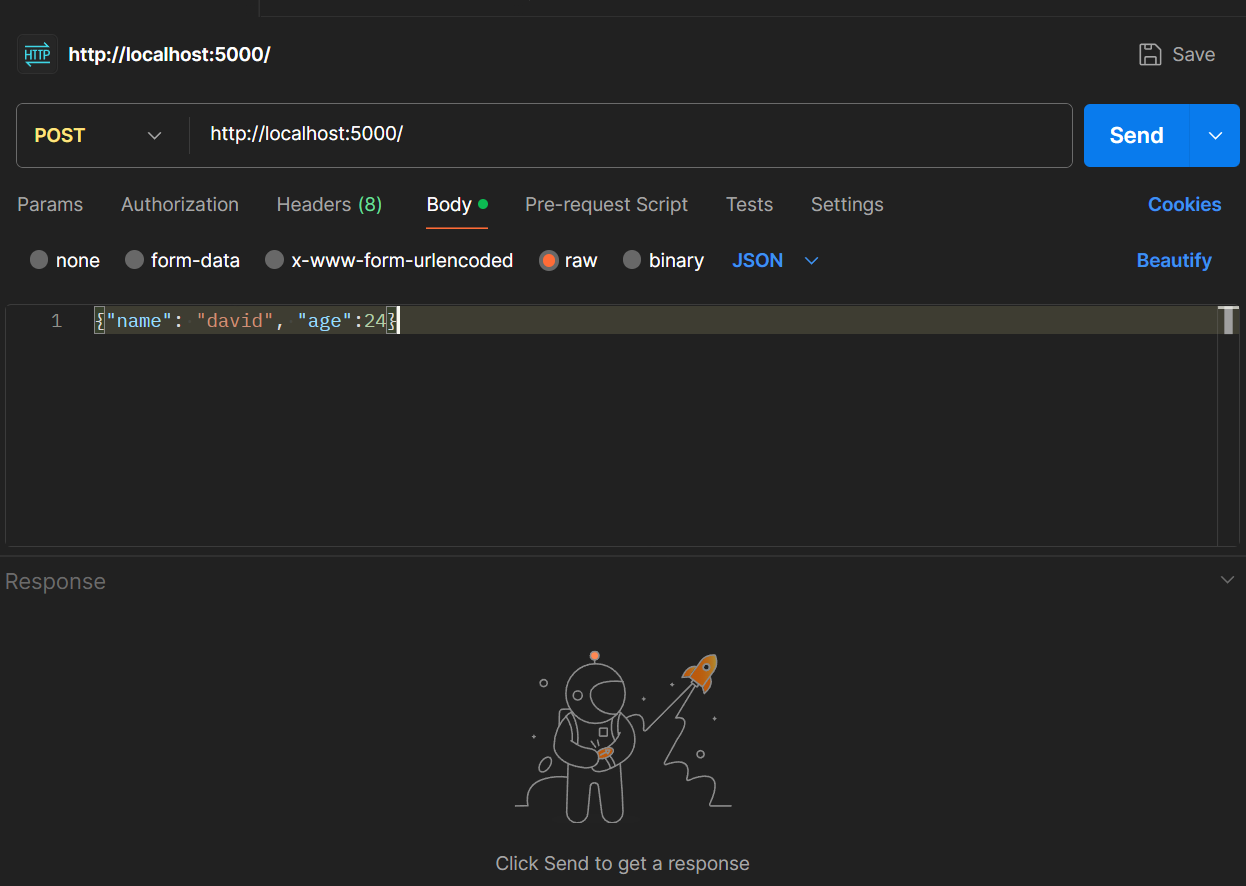 HTTP http://localhost:5000/ Save
POST http://localhost:5000/ Send
Params Authorization Headers (8) Body Pre-request Script Tests Settings Cookies
none form-data x-www-form-urlencoded raw binary JSON Beautify
1 {"name": "david", "age":24}
Response
Click Send to get a response